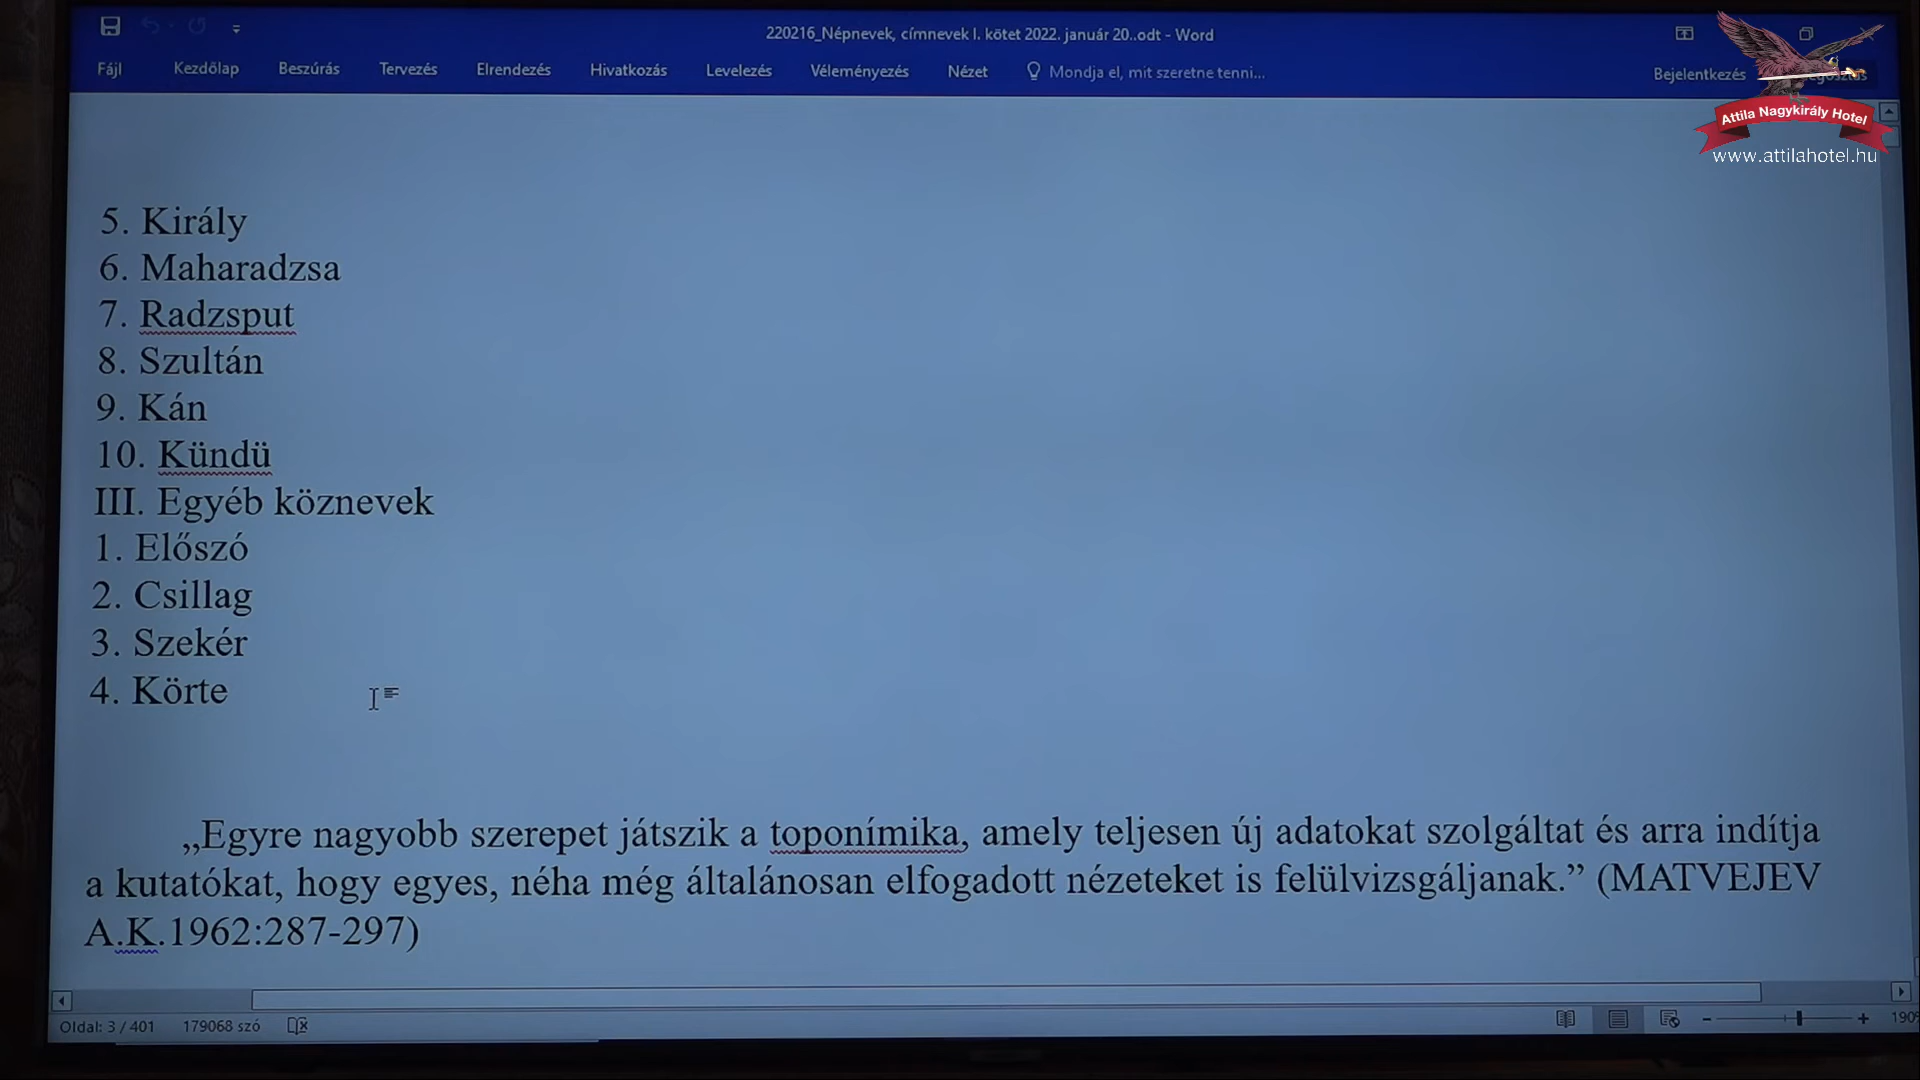 220216_Népnevek, címnevek I. kötet 2022. január 20..odt - Word
Fájl Kezdőlap Beszúrás Tervezés Elrendezés Hivatkozás Levelezés Véleményezés Nézet Mondja el, mit szeretne tenni... Bejelentkezés
Attila Nagykirály Hotel
www.attilahotel.hu
5. Király
6. Maharadzsa
7. Radzsput
8. Szultán
9. Kán
10. Kündü
III. Egyéb köznevek
1. Előszó
2. Csillag
3. Szekér
4. Körte
„Egyre nagyobb szerepet játszik a toponímika, amely teljesen új adatokat szolgáltat és arra indítja
a kutatókat, hogy egyes, néha még általánosan elfogadott nézeteket is felülvizsgáljanak.” (MATVEJEV
A.K.1962:287-297)
Oldal: 3 / 401 179068 szó